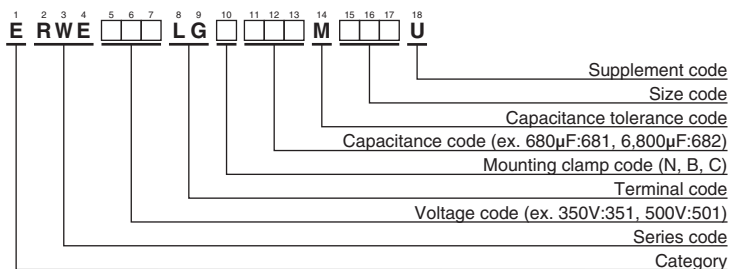 1 2 3 4 5 6 7 8 9 10 11 12 13 14 15 16 17 18
E RWE □□□ LG □ □□□ M □□□ U
Supplement code
Size code
Capacitance tolerance code
Capacitance code (ex. 680µF:681, 6,800µF:682)
Mounting clamp code (N, B, C)
Terminal code
Voltage code (ex. 350V:351, 500V:501)
Series code
Category